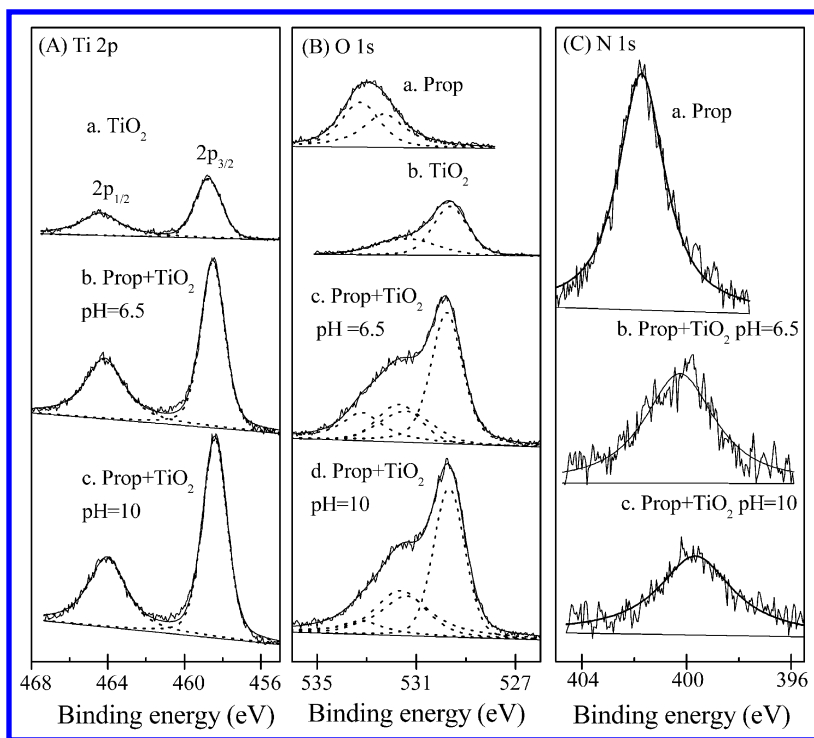 (A) Ti 2p
a. TiO₂
2p₁/₂
2p₃/₂
b. Prop+TiO₂
pH=6.5
c. Prop+TiO₂
pH=10
468
464
460
456
Binding energy (eV)
(B) O 1s
a. Prop
b. TiO₂
c. Prop+TiO₂
pH =6.5
d. Prop+TiO₂
pH=10
535
531
527
Binding energy (eV)
(C) N 1s
a. Prop
b. Prop+TiO₂ pH=6.5
c. Prop+TiO₂ pH=10
404
400
396
Binding energy (eV)